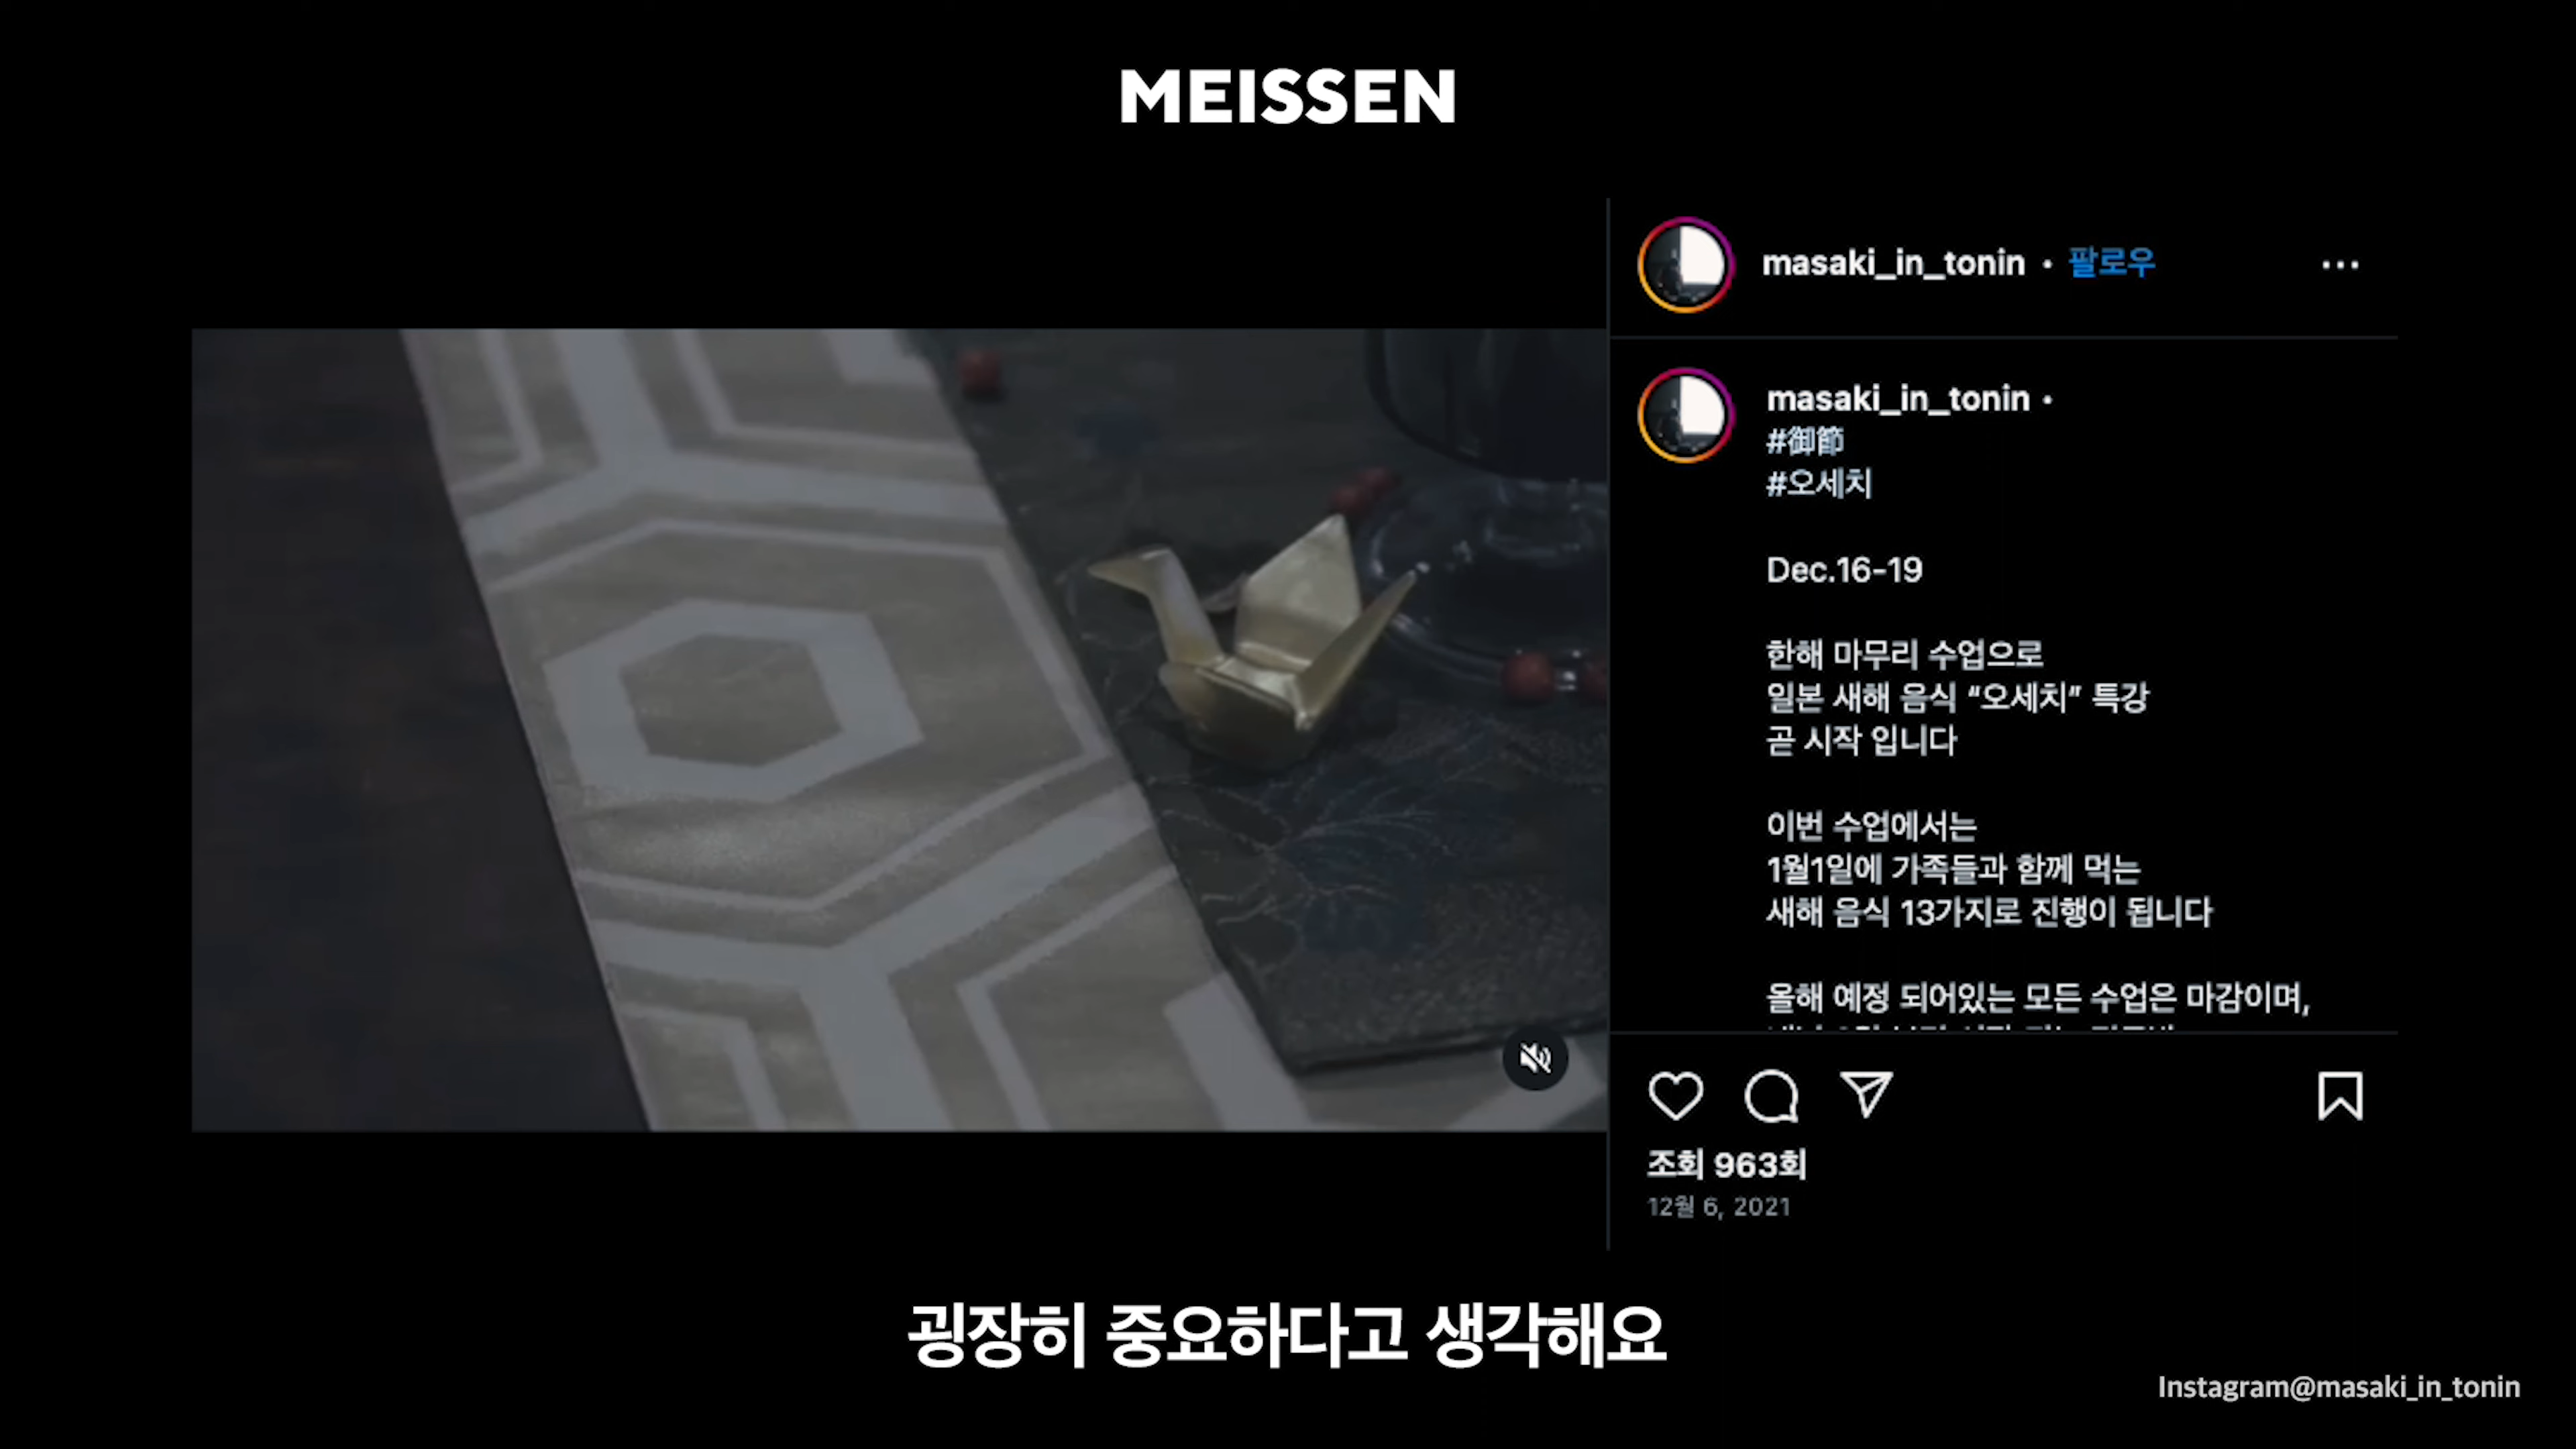 MEISSEN
masaki_in_tonin • 팔로우
masaki_in_tonin •
#御節
#오세치
Dec.16-19
한해 마무리 수업으로
일본 새해 음식 “오세치” 특강
곧 시작 입니다
이번 수업에서는
1월1일에 가족들과 함께 먹는
새해 음식 13가지로 진행이 됩니다
올해 예정 되어있는 모든 수업은 마감이며,
조회 963회
12월 6, 2021
굉장히 중요하다고 생각해요
Instagram@masaki_in_tonin